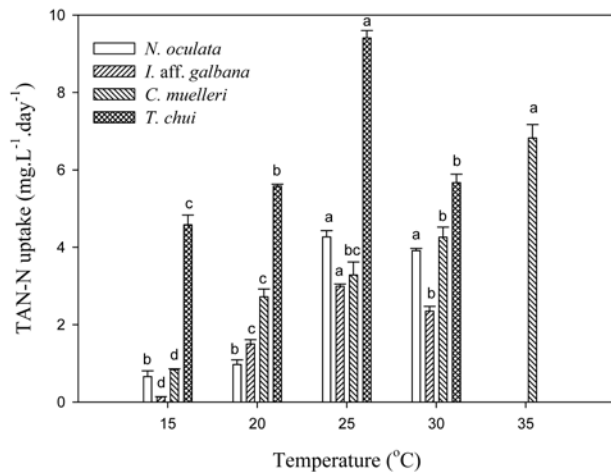 TAN-N uptake (mg.L⁻¹.day⁻¹)
10
8
6
4
2
0
N. oculata
I. aff. galbana
C. muelleri
T. chui
b d d c
b c c b
a a bc a
a b b b
a
15 20 25 30 35
Temperature (°C)